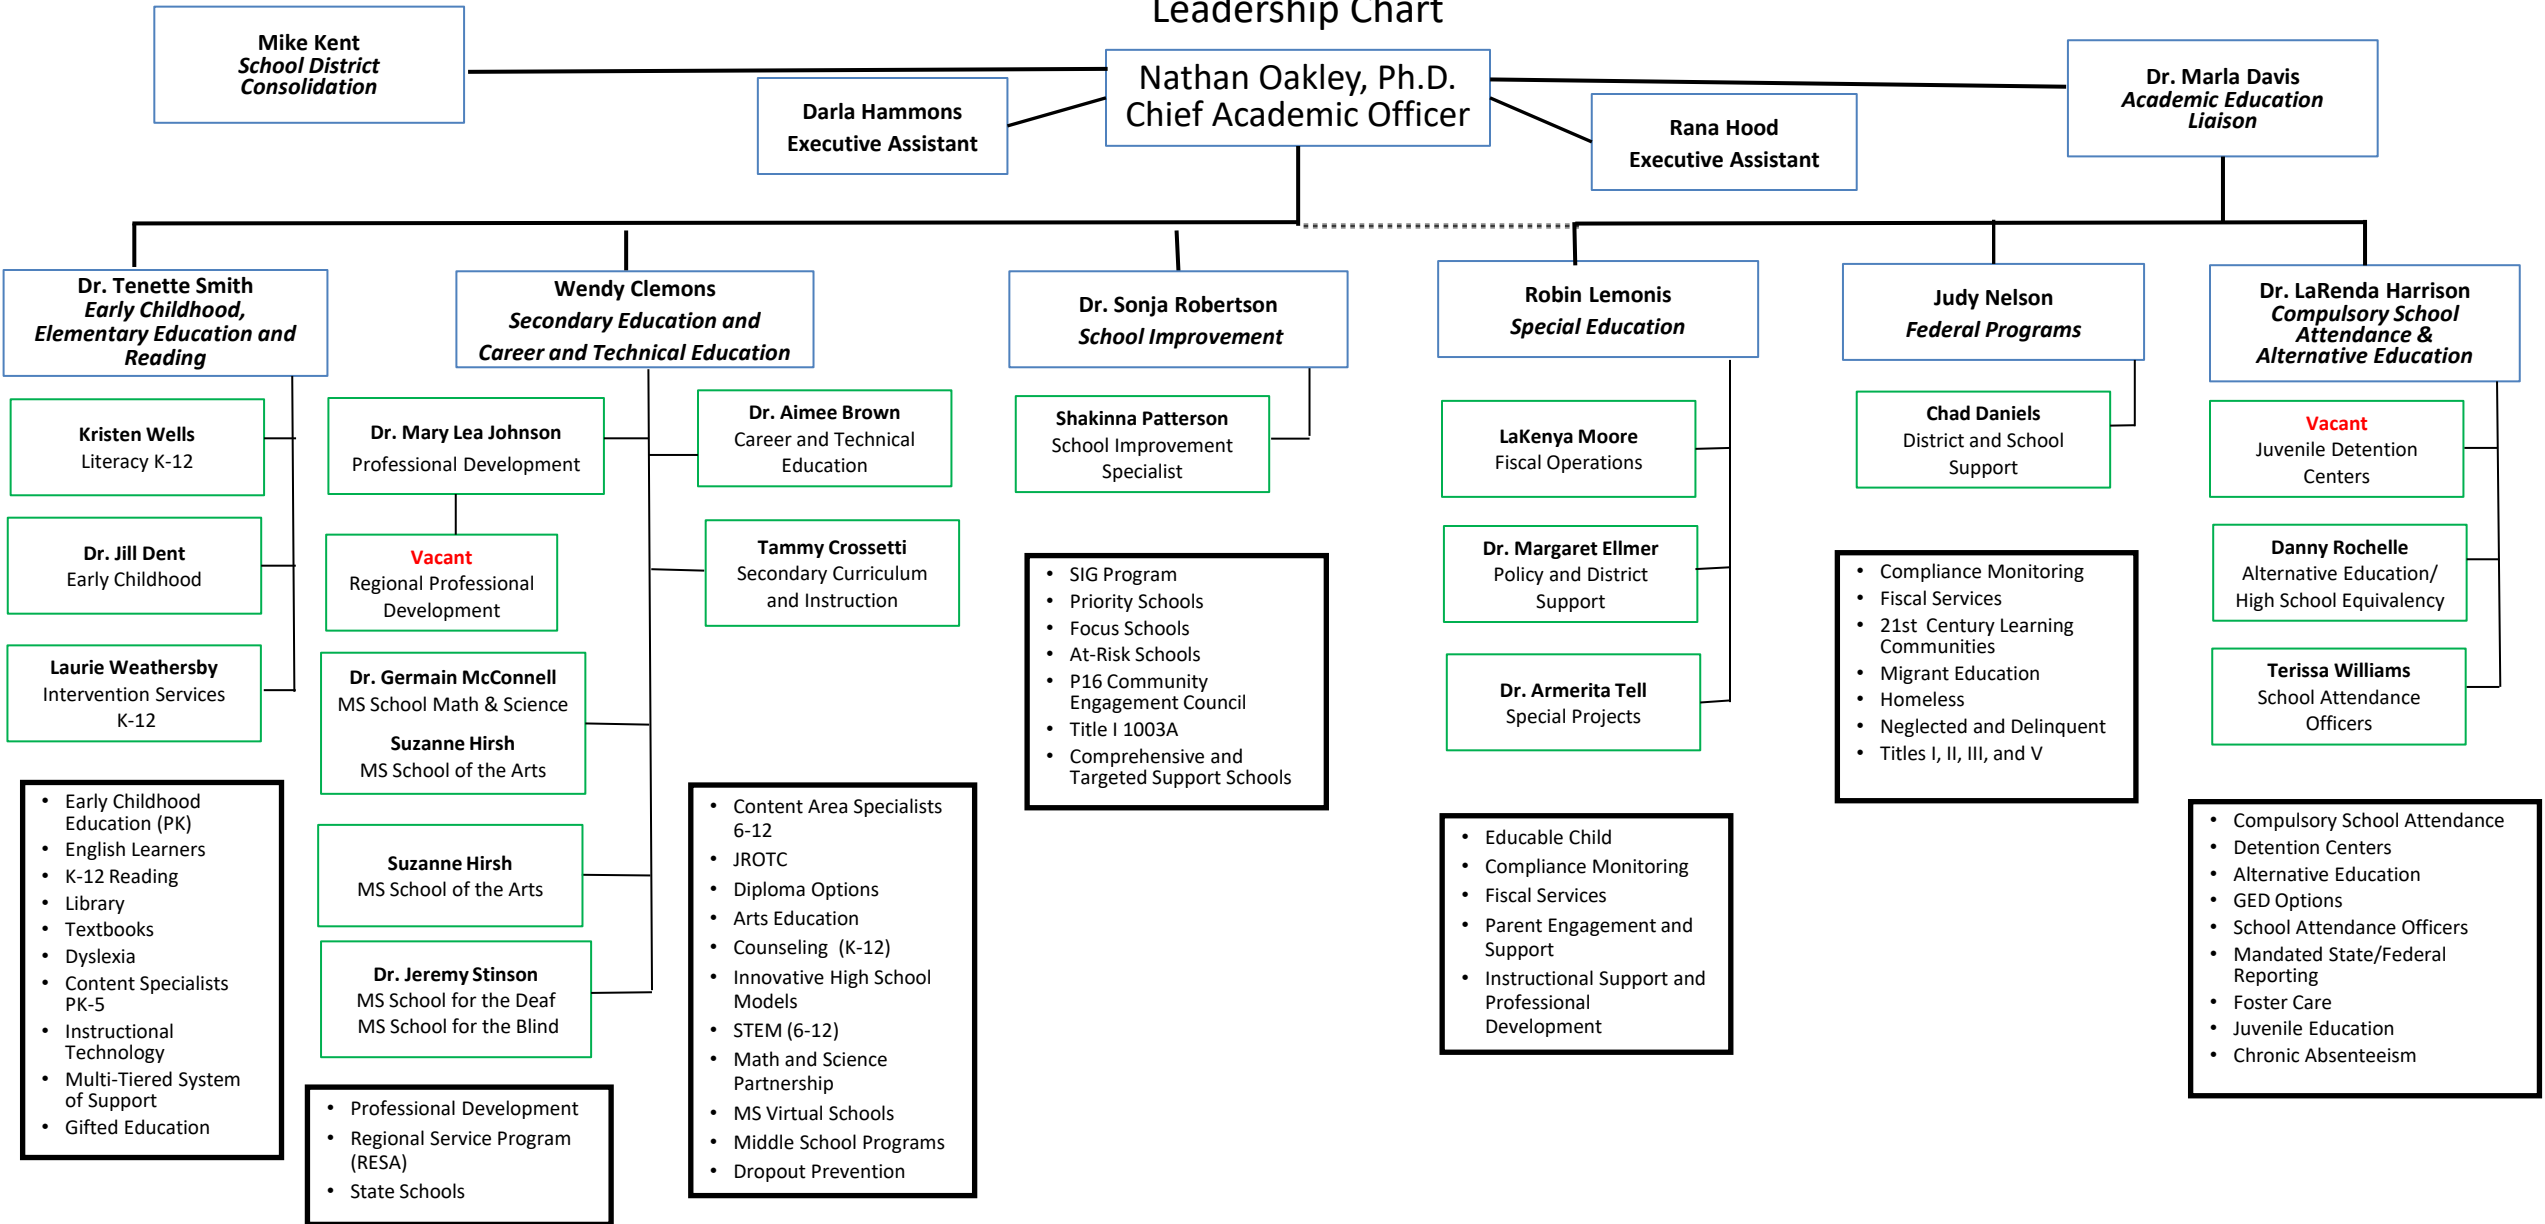 Leadership Chart
Mike Kent
School District
Consolidation
Nathan Oakley, Ph.D.
Chief Academic Officer
Dr. Marla Davis
Academic Education
Liaison
Darla Hammons
Executive Assistant
Rana Hood
Executive Assistant
Dr. Tenette Smith
Early Childhood,
Elementary Education and
Reading
Wendy Clemons
Secondary Education and
Career and Technical Education
Dr. Sonja Robertson
School Improvement
Robin Lemonis
Special Education
Judy Nelson
Federal Programs
Dr. LaRenda Harrison
Compulsory School
Attendance &
Alternative Education
Kristen Wells
Literacy K-12
Dr. Jill Dent
Early Childhood
Laurie Weathersby
Intervention Services
K-12
• Early Childhood
Education (PK)
• English Learners
• K-12 Reading
• Library
• Textbooks
• Dyslexia
• Content Specialists
PK-5
• Instructional
Technology
• Multi-Tiered System
of Support
• Gifted Education
Dr. Mary Lea Johnson
Professional Development
Vacant
Regional Professional
Development
Dr. Germain McConnell
MS School Math & Science
Suzanne Hirsh
MS School of the Arts
Suzanne Hirsh
MS School of the Arts
Dr. Jeremy Stinson
MS School for the Deaf
MS School for the Blind
• Professional Development
• Regional Service Program
(RESA)
• State Schools
Dr. Aimee Brown
Career and Technical
Education
Tammy Crossetti
Secondary Curriculum
and Instruction
• Content Area Specialists
6-12
• JROTC
• Diploma Options
• Arts Education
• Counseling (K-12)
• Innovative High School
Models
• STEM (6-12)
• Math and Science
Partnership
• MS Virtual Schools
• Middle School Programs
• Dropout Prevention
Shakinna Patterson
School Improvement
Specialist
• SIG Program
• Priority Schools
• Focus Schools
• At-Risk Schools
• P16 Community
Engagement Council
• Title I 1003A
• Comprehensive and
Targeted Support Schools
LaKenya Moore
Fiscal Operations
Dr. Margaret Ellmer
Policy and District
Support
Dr. Armerita Tell
Special Projects
• Educable Child
• Compliance Monitoring
• Fiscal Services
• Parent Engagement and
Support
• Instructional Support and
Professional
Development
Chad Daniels
District and School
Support
• Compliance Monitoring
• Fiscal Services
• 21st Century Learning
Communities
• Migrant Education
• Homeless
• Neglected and Delinquent
• Titles I, II, III, and V
Vacant
Juvenile Detention
Centers
Danny Rochelle
Alternative Education/
High School Equivalency
Terissa Williams
School Attendance
Officers
• Compulsory School Attendance
• Detention Centers
• Alternative Education
• GED Options
• School Attendance Officers
• Mandated State/Federal
Reporting
• Foster Care
• Juvenile Education
• Chronic Absenteeism